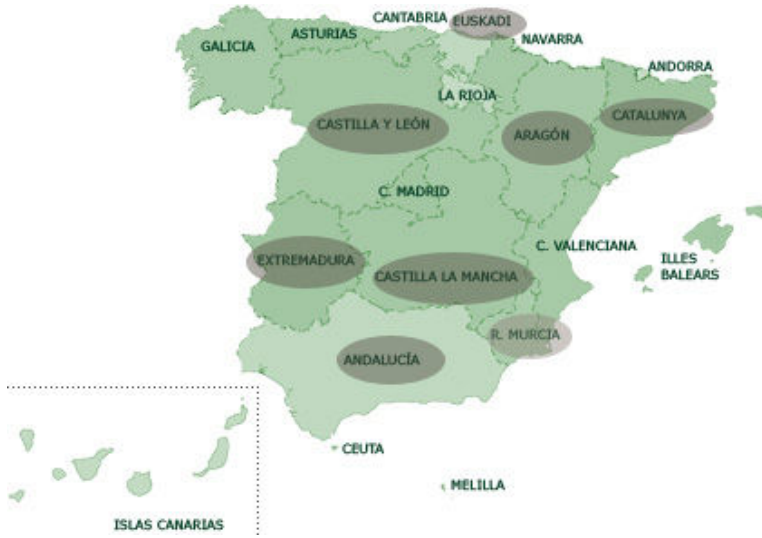 CANTABRIA
EUSKADI
ASTURIAS
GALICIA
NAVARRA
ANDORRA
LA RIOJA
CATALUNYA
CASTILLA Y LEÓN
ARAGÓN
C. MADRID
C. VALENCIANA
EXTREMADURA
ILLES
BALEARS
CASTILLA LA MANCHA
R. MURCIA
ANDALUCÍA
CEUTA
MELILLA
ISLAS CANARIAS